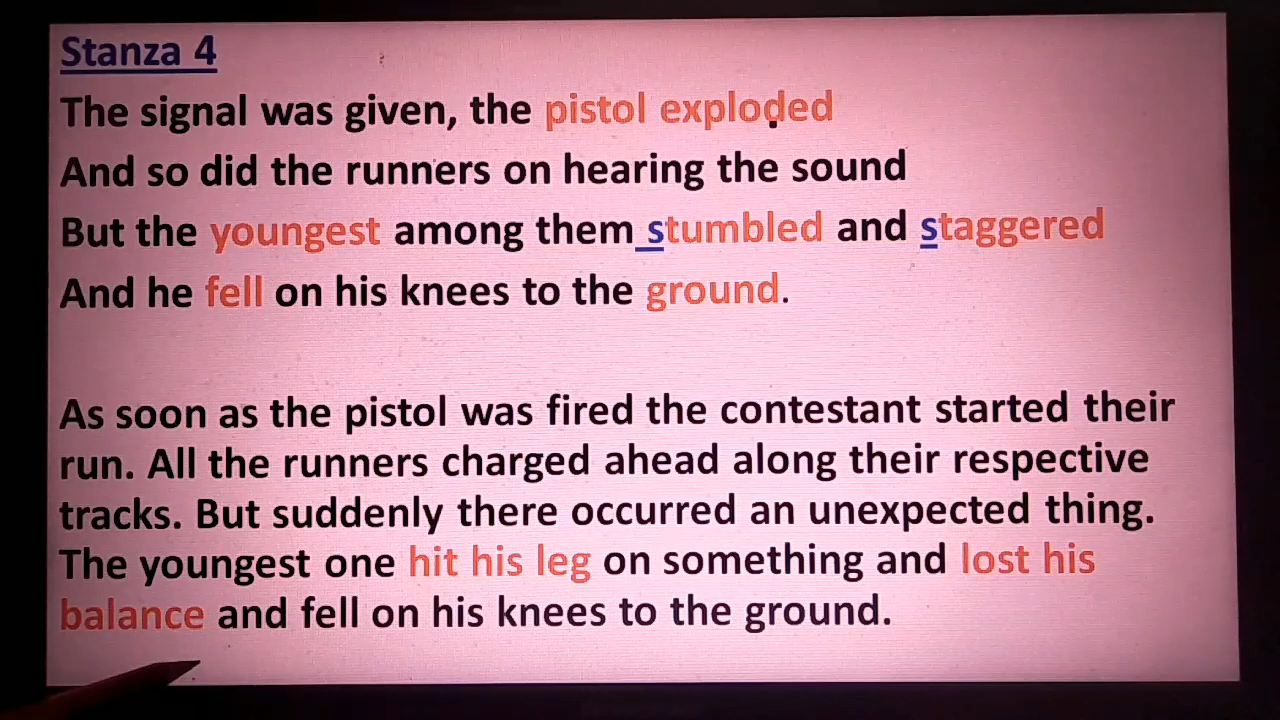 Stanza 4
The signal was given, the pistol exploded
And so did the runners on hearing the sound
But the youngest among them stumbled and staggered
And he fell on his knees to the ground.
As soon as the pistol was fired the contestant started their
run. All the runners charged ahead along their respective
tracks. But suddenly there occurred an unexpected thing.
The youngest one hit his leg on something and lost his
balance and fell on his knees to the ground.